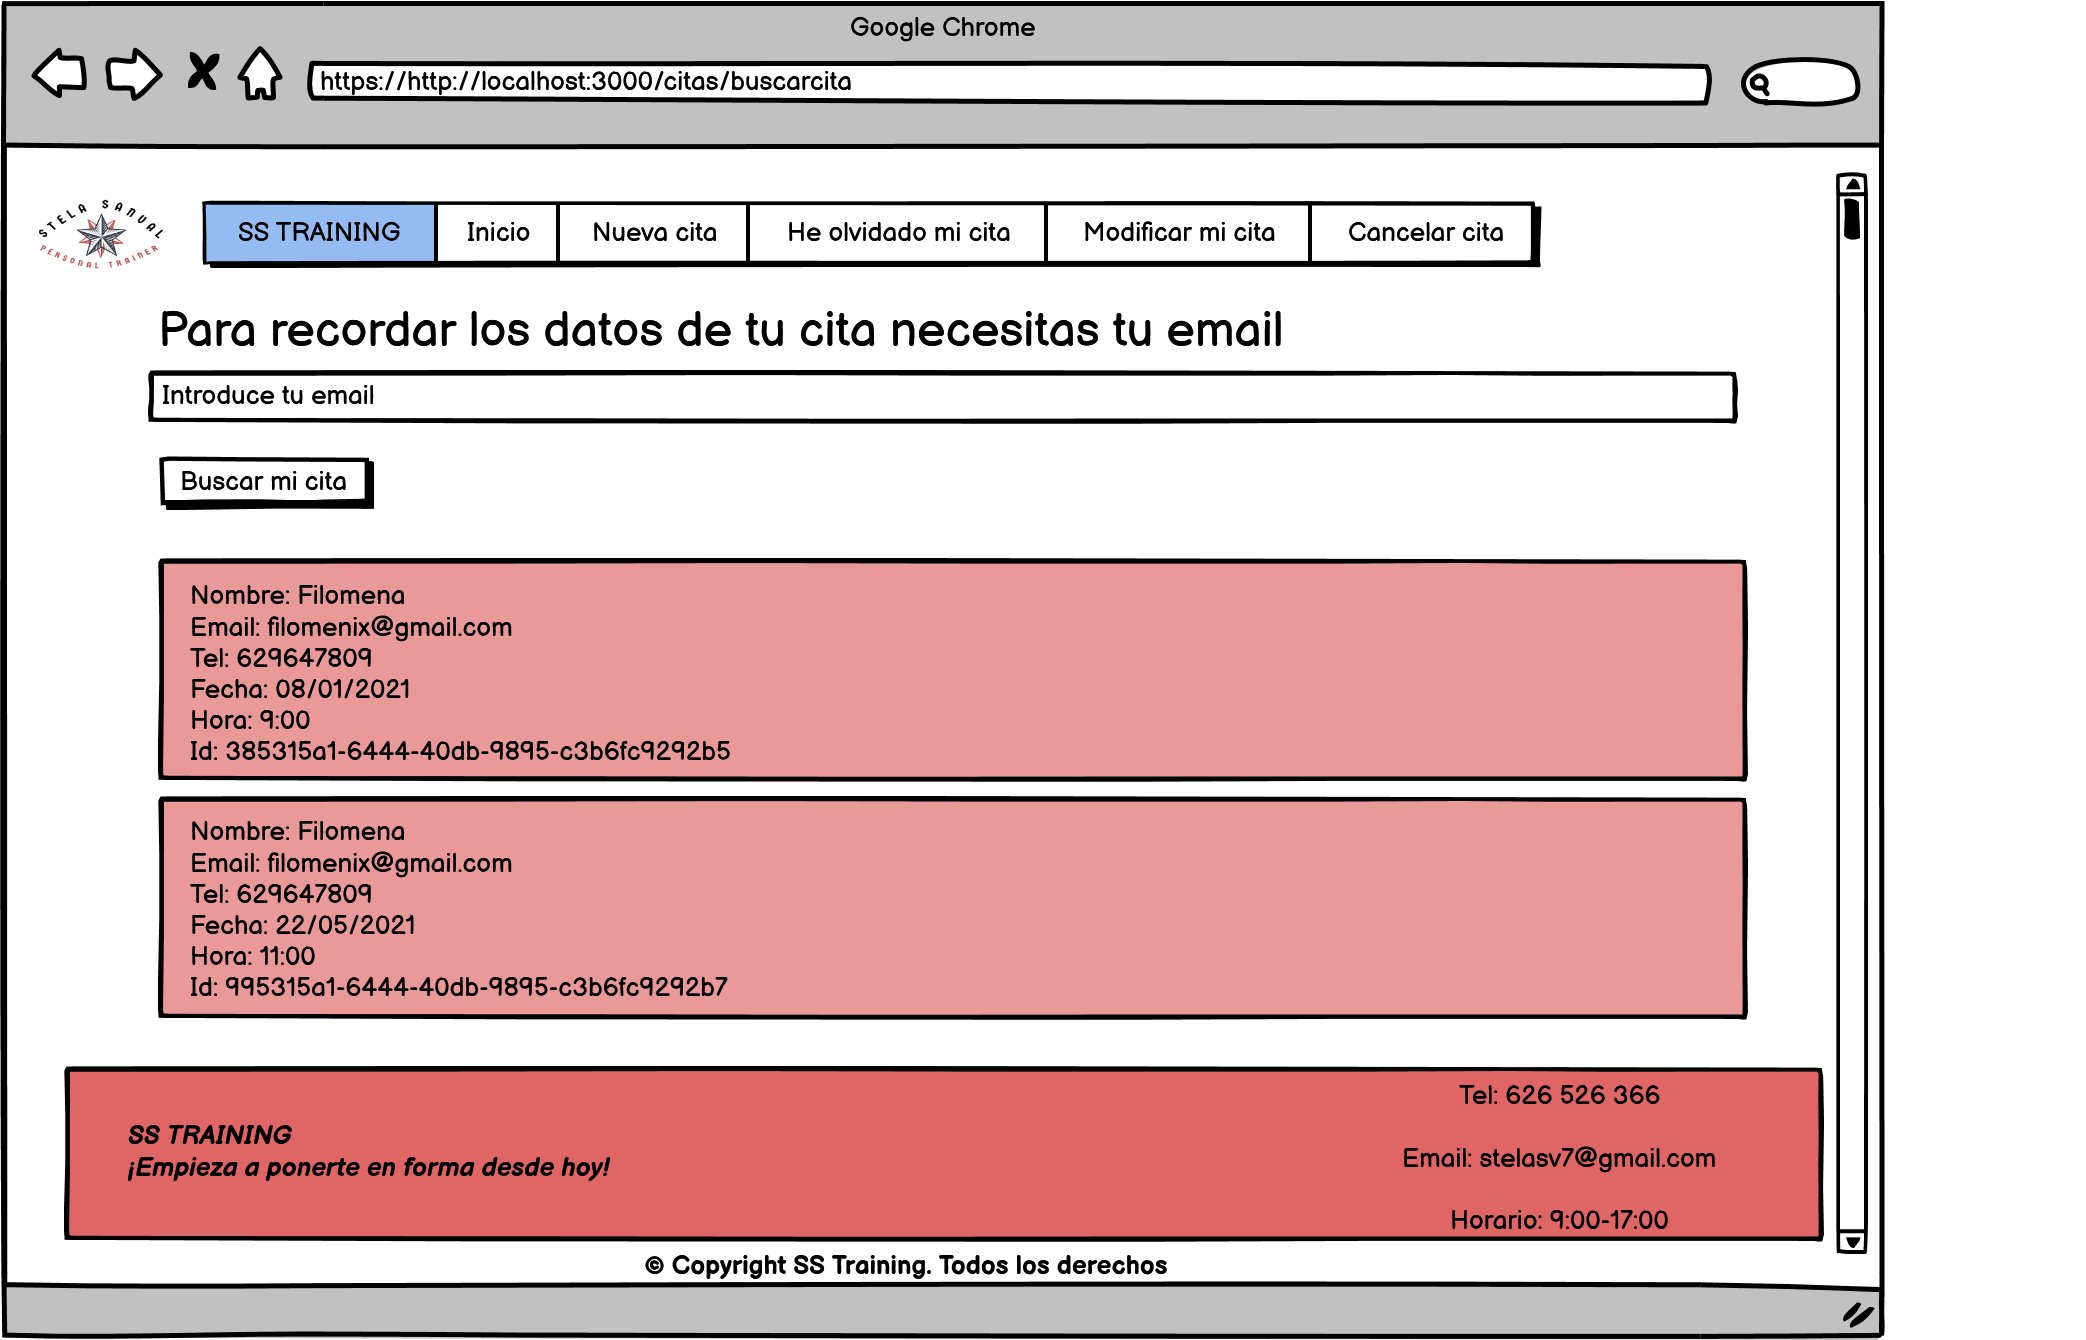 Google Chrome
https://http://localhost:3000/citas/buscarcita
STELA SANVAL
PERSONAL TRAINER
SS TRAINING Inicio Nueva cita He olvidado mi cita Modificar mi cita Cancelar cita
Para recordar los datos de tu cita necesitas tu email
Introduce tu email
Buscar mi cita
Nombre: Filomena
Email: filomenix@gmail.com
Tel: 629647809
Fecha: 08/01/2021
Hora: 9:00
Id: 385315a1-6444-40db-9895-c3b6fc9292b5
Nombre: Filomena
Email: filomenix@gmail.com
Tel: 629647809
Fecha: 22/05/2021
Hora: 11:00
Id: 995315a1-6444-40db-9895-c3b6fc9292b7
SS TRAINING
¡Empieza a ponerte en forma desde hoy!
Tel: 626 526 366
Email: stelasv7@gmail.com
Horario: 9:00-17:00
© Copyright SS Training. Todos los derechos